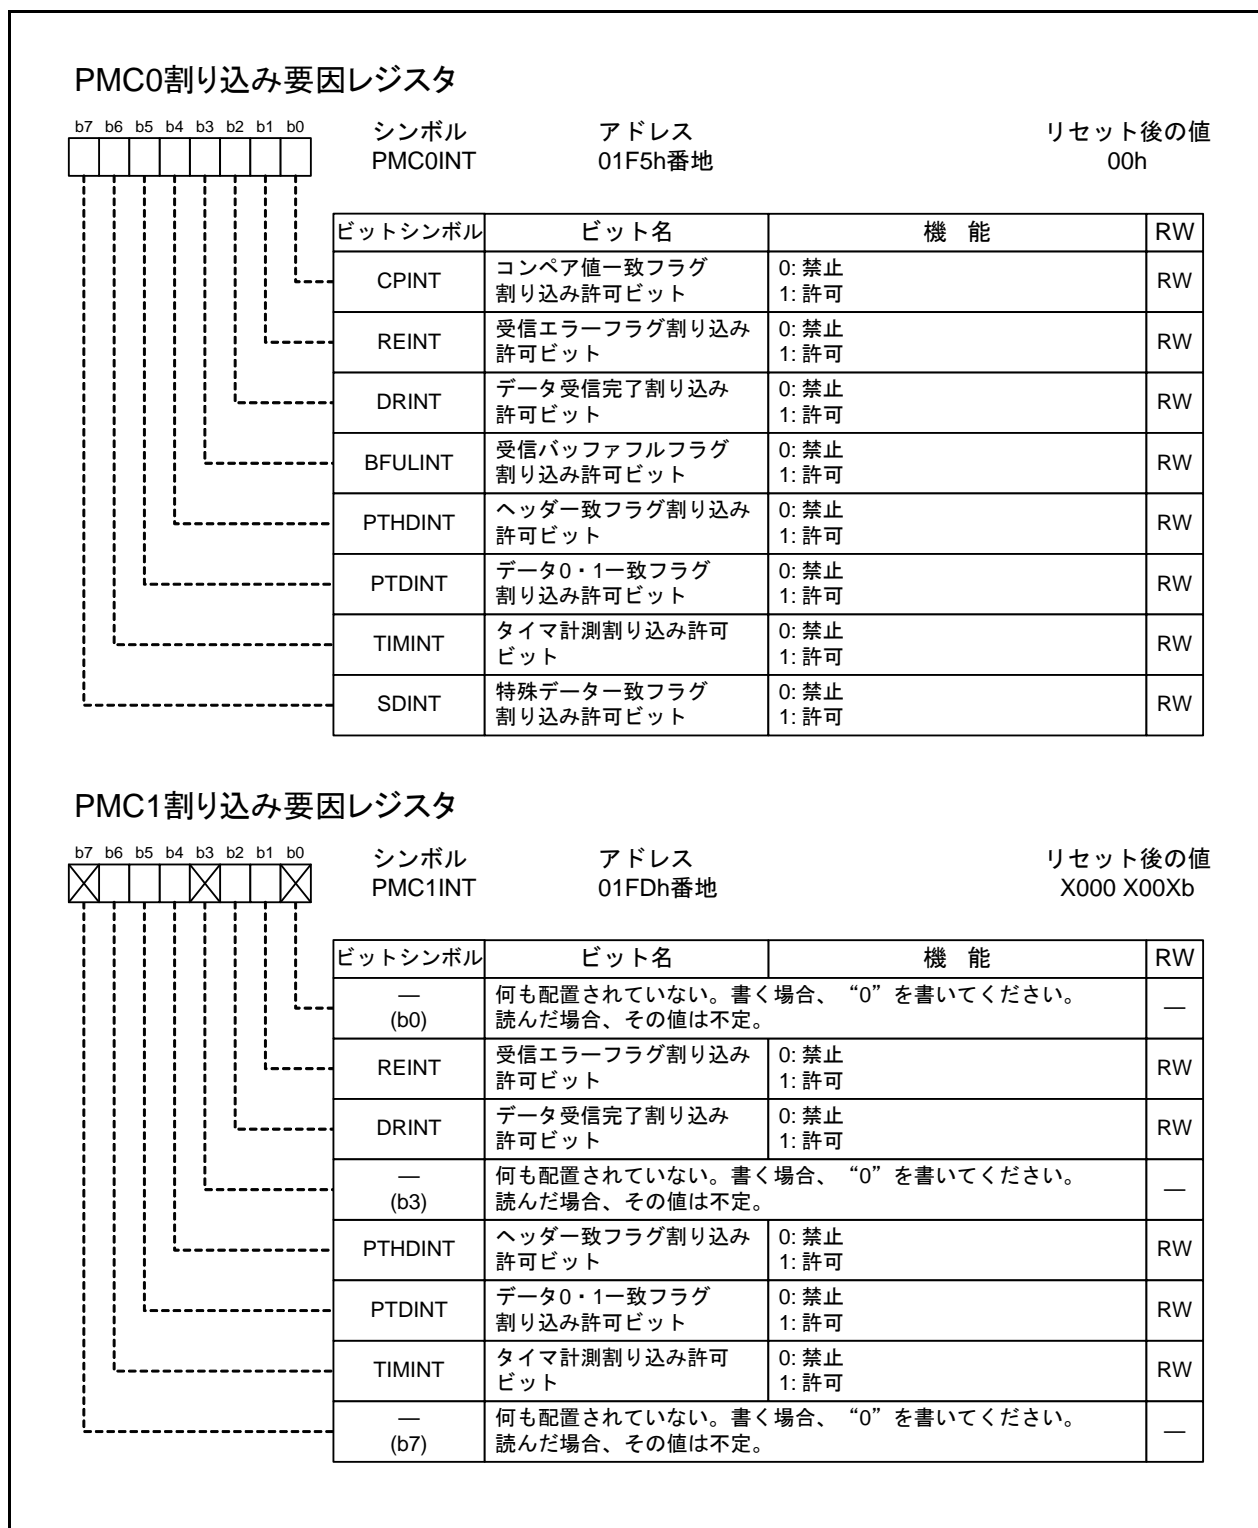 PMC0割り込み要因レジスタ
b7 b6 b5 b4 b3 b2 b1 b0
シンボル アドレス リセット後の値
PMC0INT 01F5h番地 00h
ビットシンボル ビット名 機 能 RW
CPINT コンペア値一致フラグ 0: 禁止 RW
割り込み許可ビット 1: 許可
REINT 受信エラーフラグ割り込み 0: 禁止 RW
許可ビット 1: 許可
DRINT データ受信完了割り込み 0: 禁止 RW
許可ビット 1: 許可
BFULINT 受信バッファフルフラグ 0: 禁止 RW
割り込み許可ビット 1: 許可
PTHDINT ヘッダ一致フラグ割り込み 0: 禁止 RW
許可ビット 1: 許可
PTDINT データ0・1一致フラグ 0: 禁止 RW
割り込み許可ビット 1: 許可
TIMINT タイマ計測割り込み許可 0: 禁止 RW
ビット 1: 許可
SDINT 特殊データ一致フラグ 0: 禁止 RW
割り込み許可ビット 1: 許可
PMC1割り込み要因レジスタ
b7 b6 b5 b4 b3 b2 b1 b0
シンボル アドレス リセット後の値
PMC1INT 01FDh番地 X000 X00Xb
ビットシンボル ビット名 機 能 RW
― 何も配置されていない。書く場合、“0”を書いてください。 ―
(b0) 読んだ場合、その値は不定。
REINT 受信エラーフラグ割り込み 0: 禁止 RW
許可ビット 1: 許可
DRINT データ受信完了割り込み 0: 禁止 RW
許可ビット 1: 許可
― 何も配置されていない。書く場合、“0”を書いてください。 ―
(b3) 読んだ場合、その値は不定。
PTHDINT ヘッダ一致フラグ割り込み 0: 禁止 RW
許可ビット 1: 許可
PTDINT データ0・1一致フラグ 0: 禁止 RW
割り込み許可ビット 1: 許可
TIMINT タイマ計測割り込み許可 0: 禁止 RW
ビット 1: 許可
― 何も配置されていない。書く場合、“0”を書いてください。 ―
(b7) 読んだ場合、その値は不定。